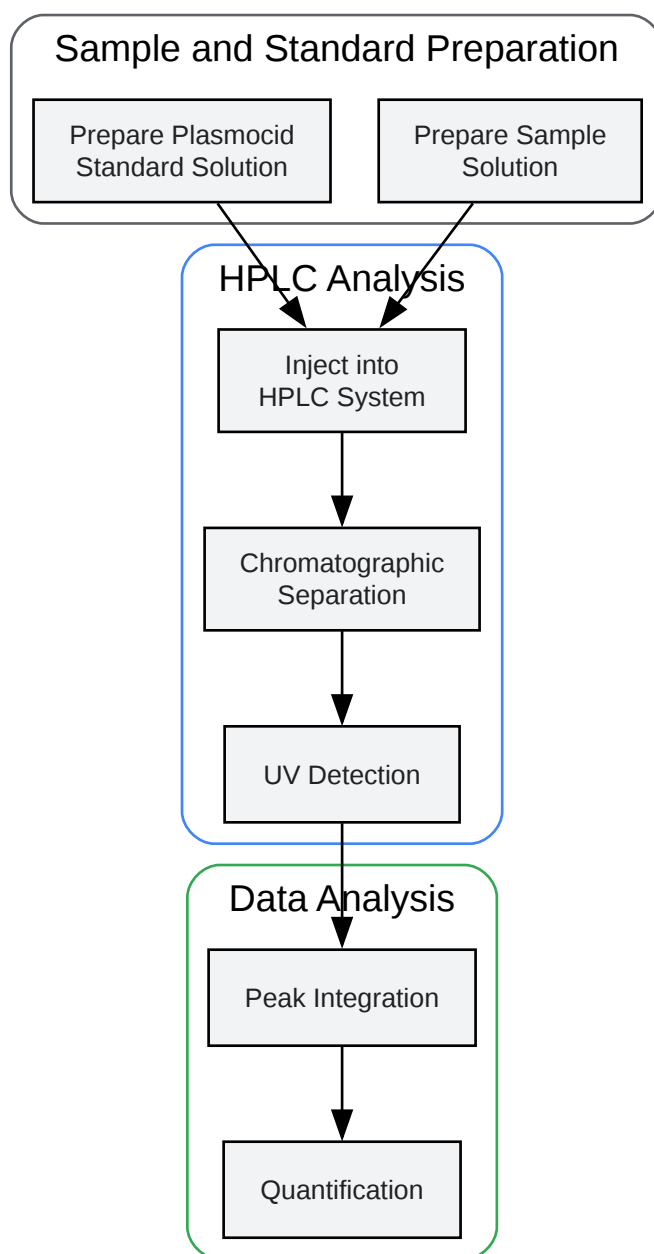 Sample and Standard Preparation
Prepare Plasmocid
Standard Solution
Prepare Sample
Solution
HPLC Analysis
Inject into
HPLC System
Chromatographic
Separation
UV Detection
Data Analysis
Peak Integration
Quantification